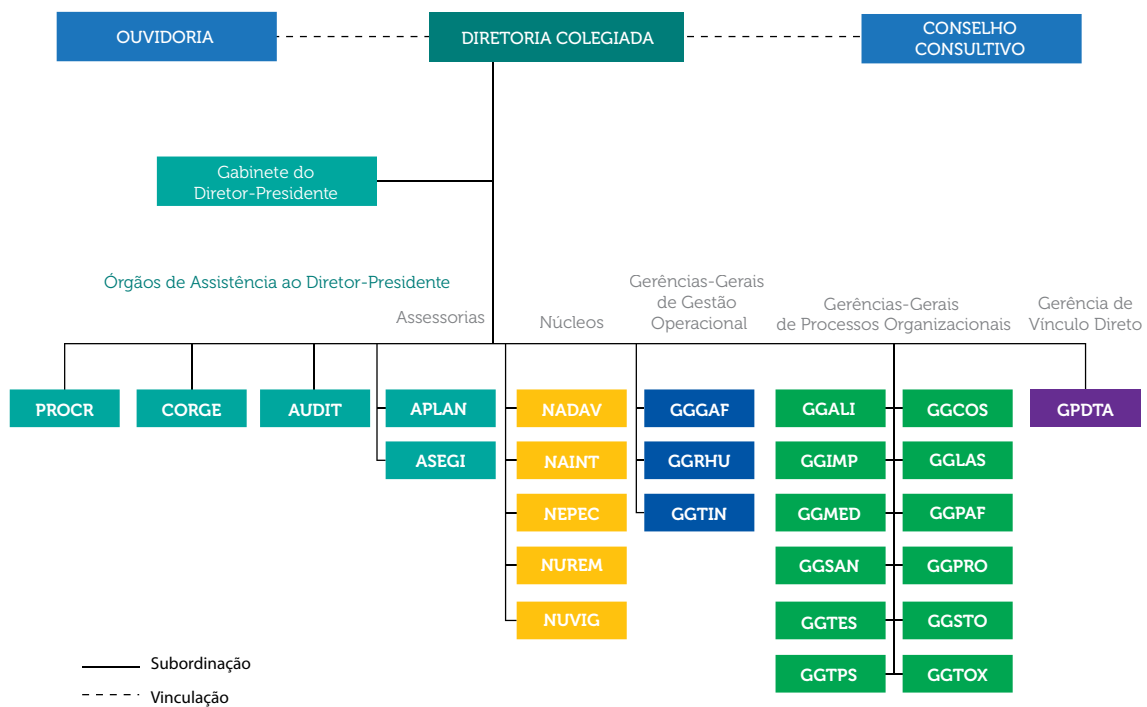 OUVIDORIA
DIRETORIA COLEGIADA
CONSELHO
CONSULTIVO
Gabinete do
Diretor-Presidente
Órgãos de Assistência ao Diretor-Presidente
Assessorias
Núcleos
Gerências-Gerais
de Gestão
Operacional
Gerências-Gerais
de Processos Organizacionais
Gerência de
Vínculo Direto
PROCR
CORGE
AUDIT
APLAN
ASEGI
NADAV
NAINT
NEPEC
NUREM
NUVIG
GGGAF
GGRHU
GGTIN
GGALI
GGCOS
GGIMP
GGLAS
GGMED
GGPAF
GGSAN
GGPRO
GGTES
GGSTO
GGTPS
GGTOX
GPDTA
Subordinação
Vinculação